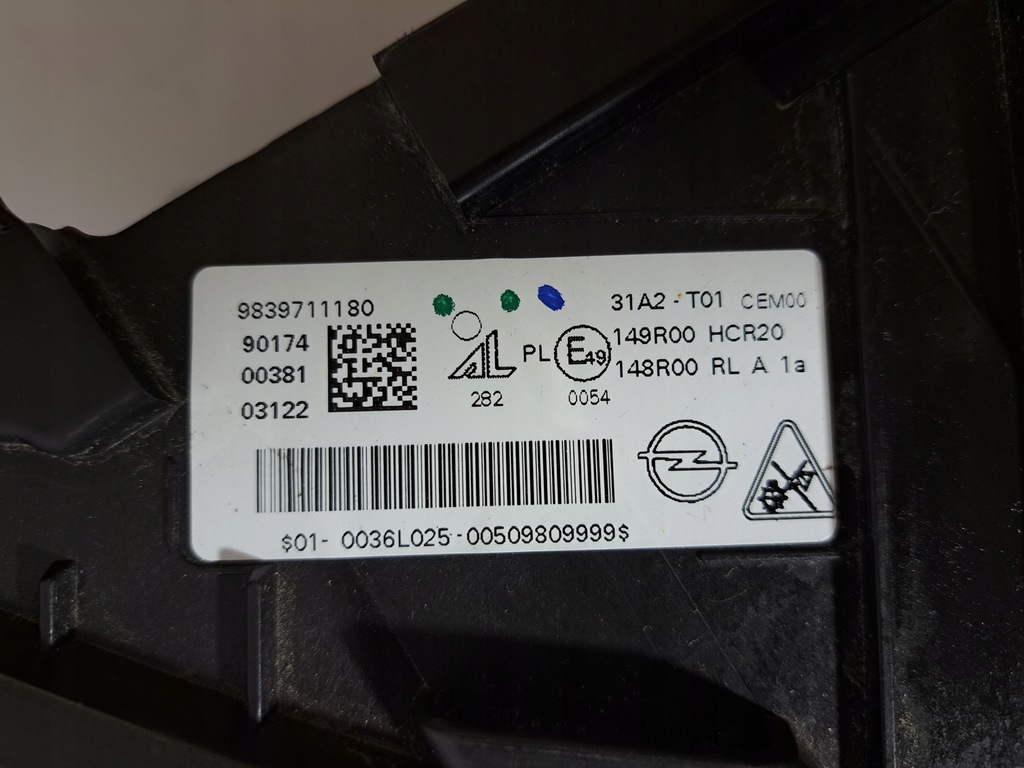 9839711180
90174
00381
03122
AL
282
PL
E49
0054
31A2 - T01 CEM00
149R00 HCR20
148R00 RL A 1a
$01- 0036L025-00509809999$